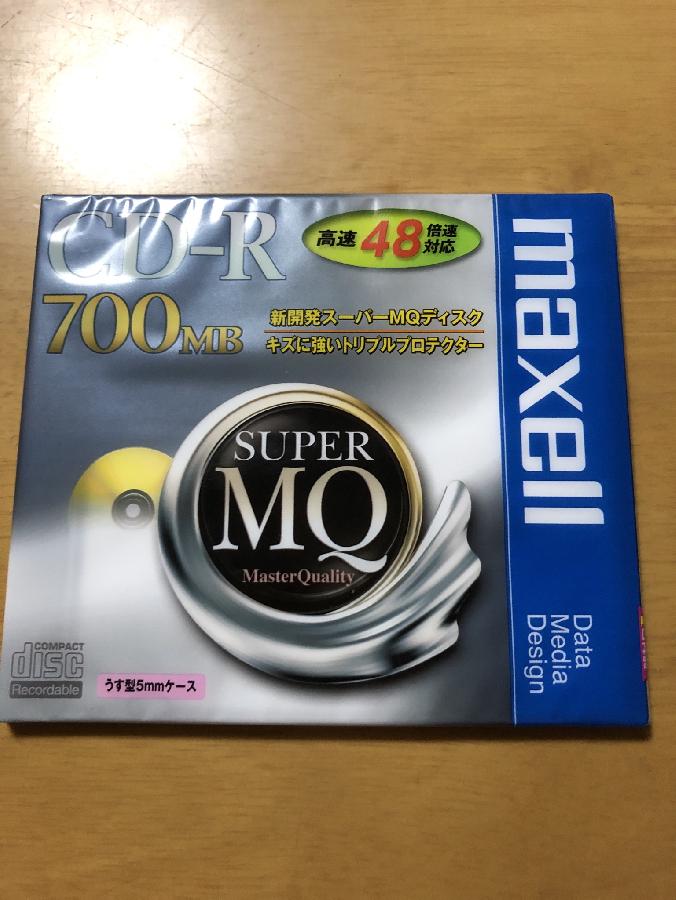 CD-R
700MB
高速48倍速対応
新開発スーパーMQディスク
キズに強いトリプルプロテクター
SUPER
MQ
MasterQuality
COMPACT
disc
Recordable
うす型5mmケース
maxell
Data
Media
Design